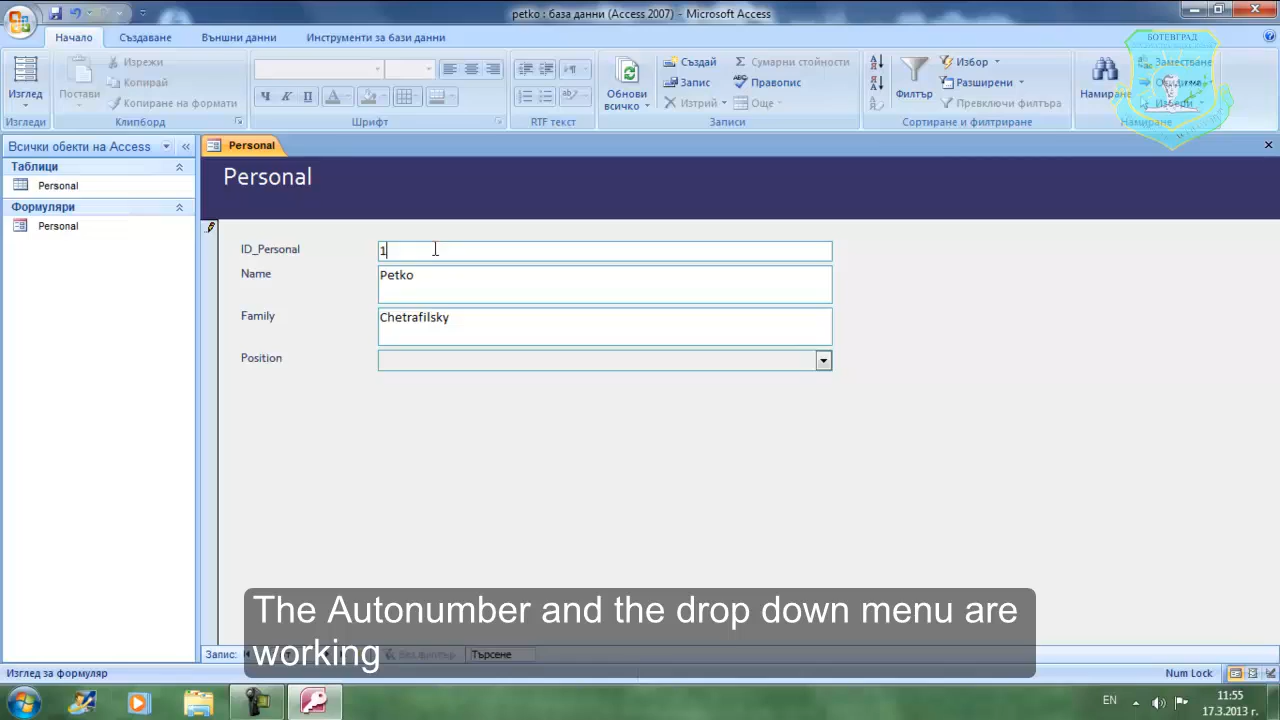 petko : база данни (Access 2007) - Microsoft Access
Начало Създаване Външни данни Инструменти за бази данни
Изглед
Изгледи
Постави
Изрежи
Копирай
Копиране на формати
Клипборд
Ч К П
Шрифт
RTF текст
Обнови всичко
Създай
Запис
Изтрий
Сумарни стойности
Правопис
Още
Записи
Филтър
Избор
Разширени
Превключи филтъра
Сортиране и филтриране
Намиране
Заместване
Избери
Намиране
БОТЕВГРАД
Всички обекти на Access
Таблици
Personal
Формуляри
Personal
Personal
Personal
ID_Personal 1
Name Petko
Family Chetrafilsky
Position
The Autonumber and the drop down menu are
working
Запис: Без филтър Търсене
Изглед за формуляр Num Lock
EN 11:55
17.3.2013 г.